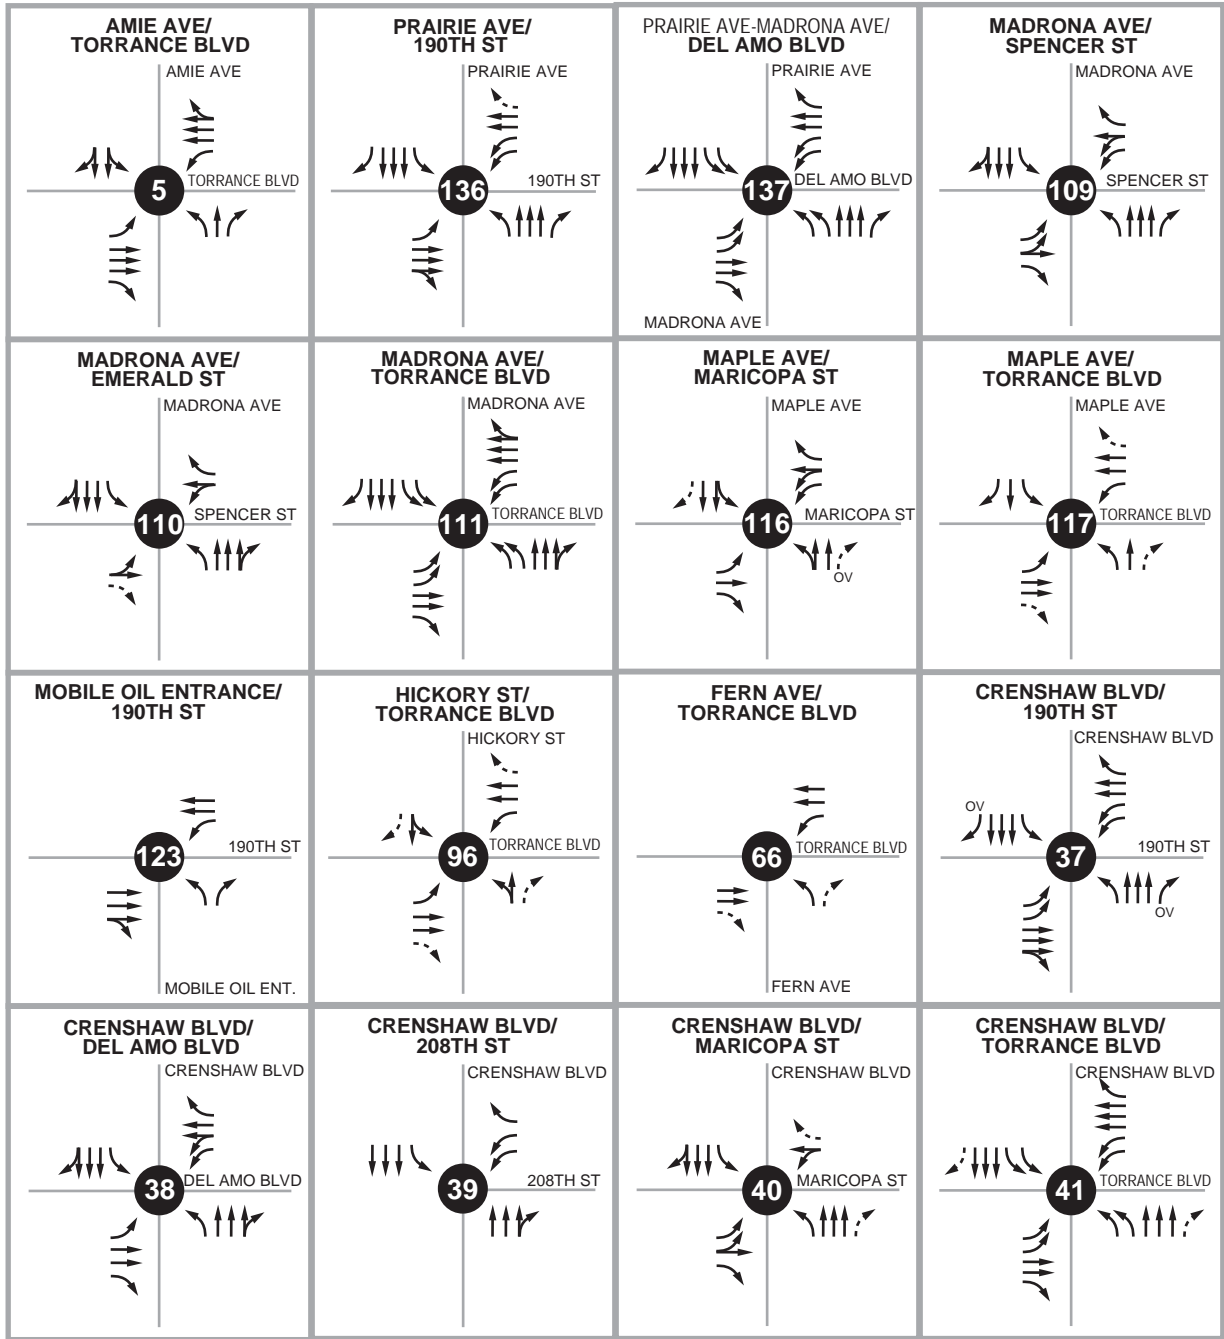 AMIE AVE/
TORRANCE BLVD
AMIE AVE
5
TORRANCE BLVD
PRAIRIE AVE/
190TH ST
PRAIRIE AVE
136
190TH ST
PRAIRIE AVE-MADRONA AVE/
DEL AMO BLVD
PRAIRIE AVE
137
DEL AMO BLVD
MADRONA AVE
MADRONA AVE/
SPENCER ST
MADRONA AVE
109
SPENCER ST
MADRONA AVE/
EMERALD ST
MADRONA AVE
110
SPENCER ST
MADRONA AVE/
TORRANCE BLVD
MADRONA AVE
111
TORRANCE BLVD
MAPLE AVE/
MARICOPA ST
MAPLE AVE
116
MARICOPA ST
OV
MAPLE AVE/
TORRANCE BLVD
MAPLE AVE
117
TORRANCE BLVD
MOBILE OIL ENTRANCE/
190TH ST
123
190TH ST
MOBILE OIL ENT.
HICKORY ST/
TORRANCE BLVD
HICKORY ST
96
TORRANCE BLVD
FERN AVE/
TORRANCE BLVD
66
TORRANCE BLVD
FERN AVE
CRENSHAW BLVD/
190TH ST
CRENSHAW BLVD
OV
37
190TH ST
OV
CRENSHAW BLVD/
DEL AMO BLVD
CRENSHAW BLVD
38
DEL AMO BLVD
CRENSHAW BLVD/
208TH ST
CRENSHAW BLVD
39
208TH ST
CRENSHAW BLVD/
MARICOPA ST
CRENSHAW BLVD
40
MARICOPA ST
CRENSHAW BLVD/
TORRANCE BLVD
CRENSHAW BLVD
41
TORRANCE BLVD